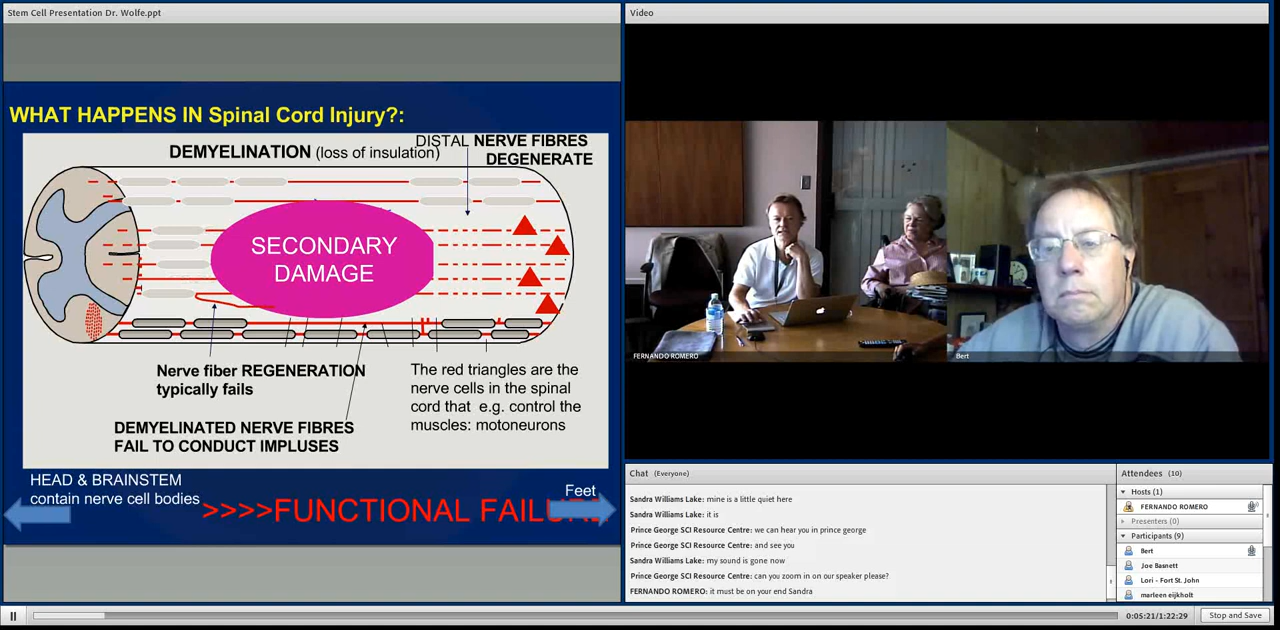 Stem Cell Presentation Dr. Wolfe.ppt
WHAT HAPPENS IN Spinal Cord Injury?:
DISTAL NERVE FIBRES
DEGENERATE
DEMYELINATION (loss of insulation)
SECONDARY
DAMAGE
Nerve fiber REGENERATION
typically fails
The red triangles are the
nerve cells in the spinal
cord that e.g. control the
muscles: motoneurons
DEMYELINATED NERVE FIBRES
FAIL TO CONDUCT IMPLUSES
HEAD & BRAINSTEM
contain nerve cell bodies
>>>>FUNCTIONAL FAILURE
Feet
Video
FERNANDO ROMERO
Bert
Chat (Everyone)
Sandra Williams Lake: mine is a little quiet here
Sandra Williams Lake: it is
Prince George SCI Resource Centre: we can hear you in prince george
Prince George SCI Resource Centre: and see you
Sandra Williams Lake: my sound is gone now
Prince George SCI Resource Centre: can you zoom in on our speaker please?
FERNANDO ROMERO: it must be on your end Sandra
Attendees (10)
Hosts (1)
FERNANDO ROMERO
Presenters (0)
Participants (9)
Bert
Joe Basnett
Lori - Fort St. John
marleen eijkholt
0:05:21/1:22:29
Stop and Save